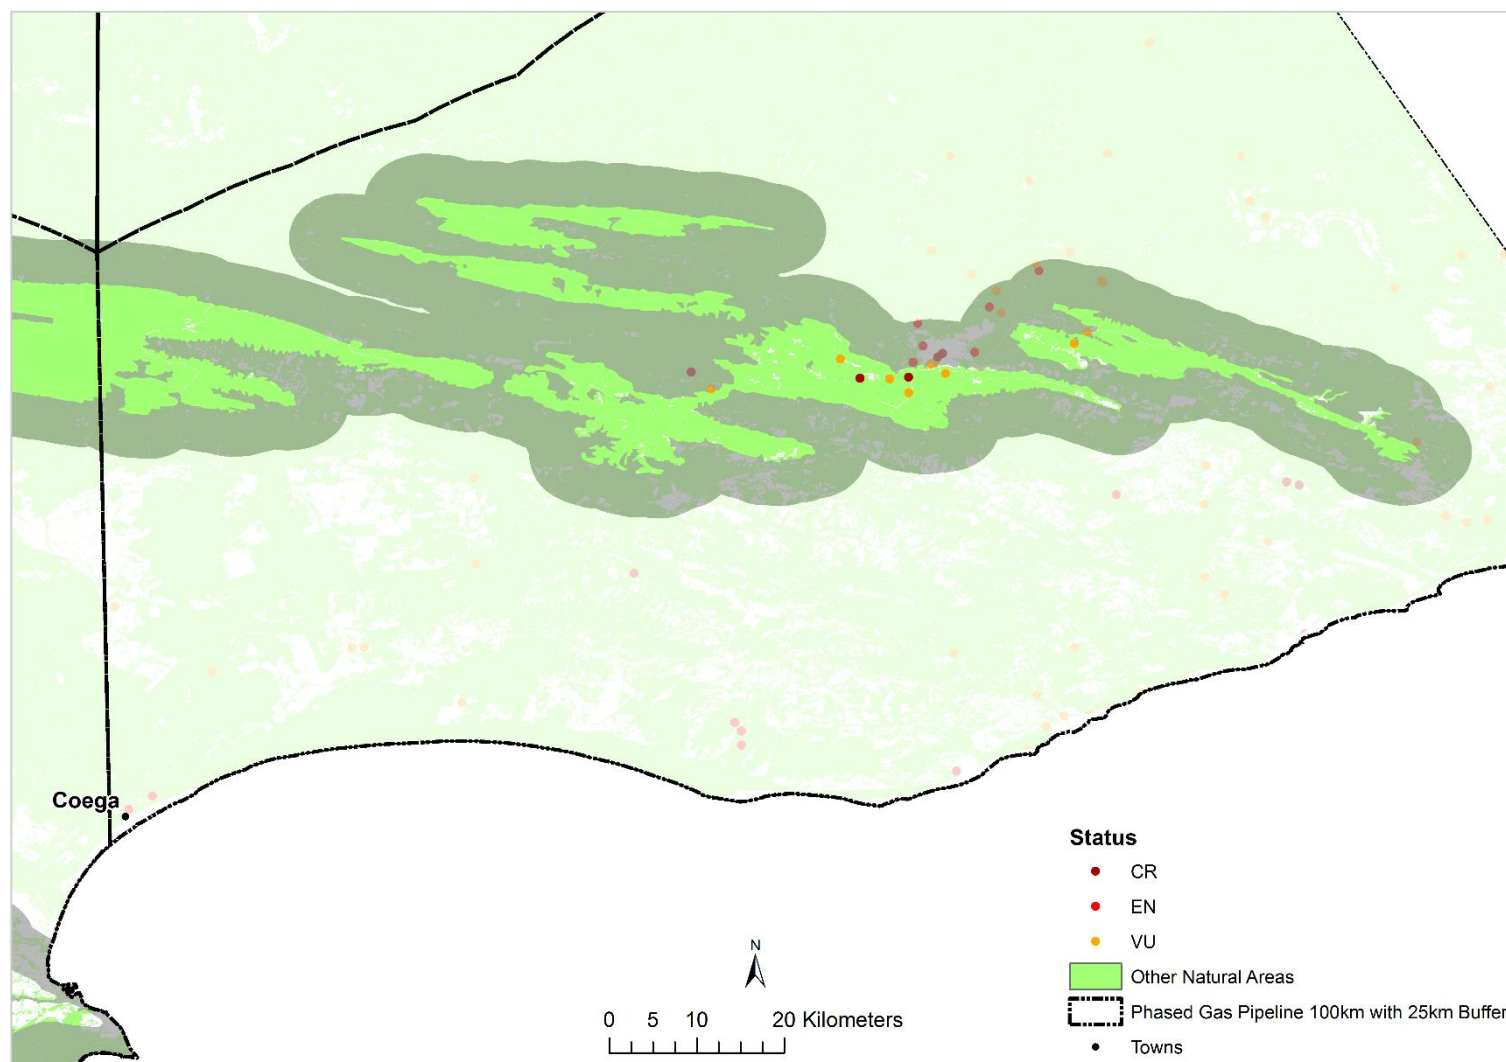 Coega
Status
CR
EN
VU
N
Other Natural Areas
Phased Gas Pipeline 100km with 25km Buffer
0 5 10 20 Kilometers
Towns